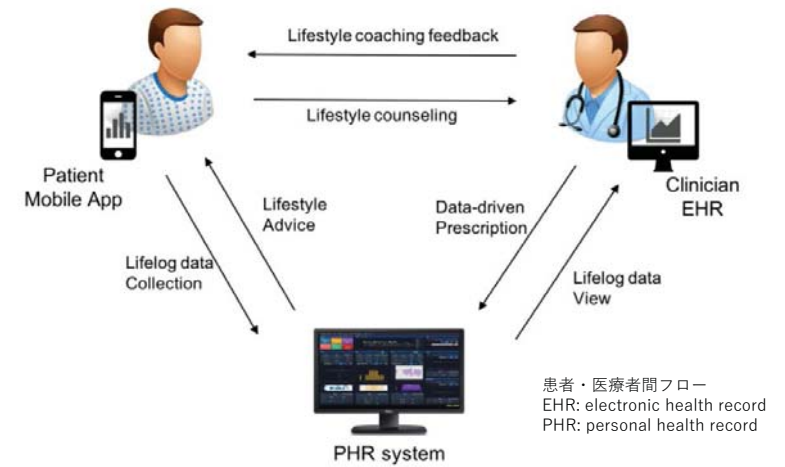 Lifestyle coaching feedback
Lifestyle counseling
Patient
Mobile App
Clinician
EHR
Lifestyle
Advice
Data-driven
Prescription
Lifelog data
Collection
Lifelog data
View
患者・医療者間フロー
EHR: electronic health record
PHR: personal health record
PHR system